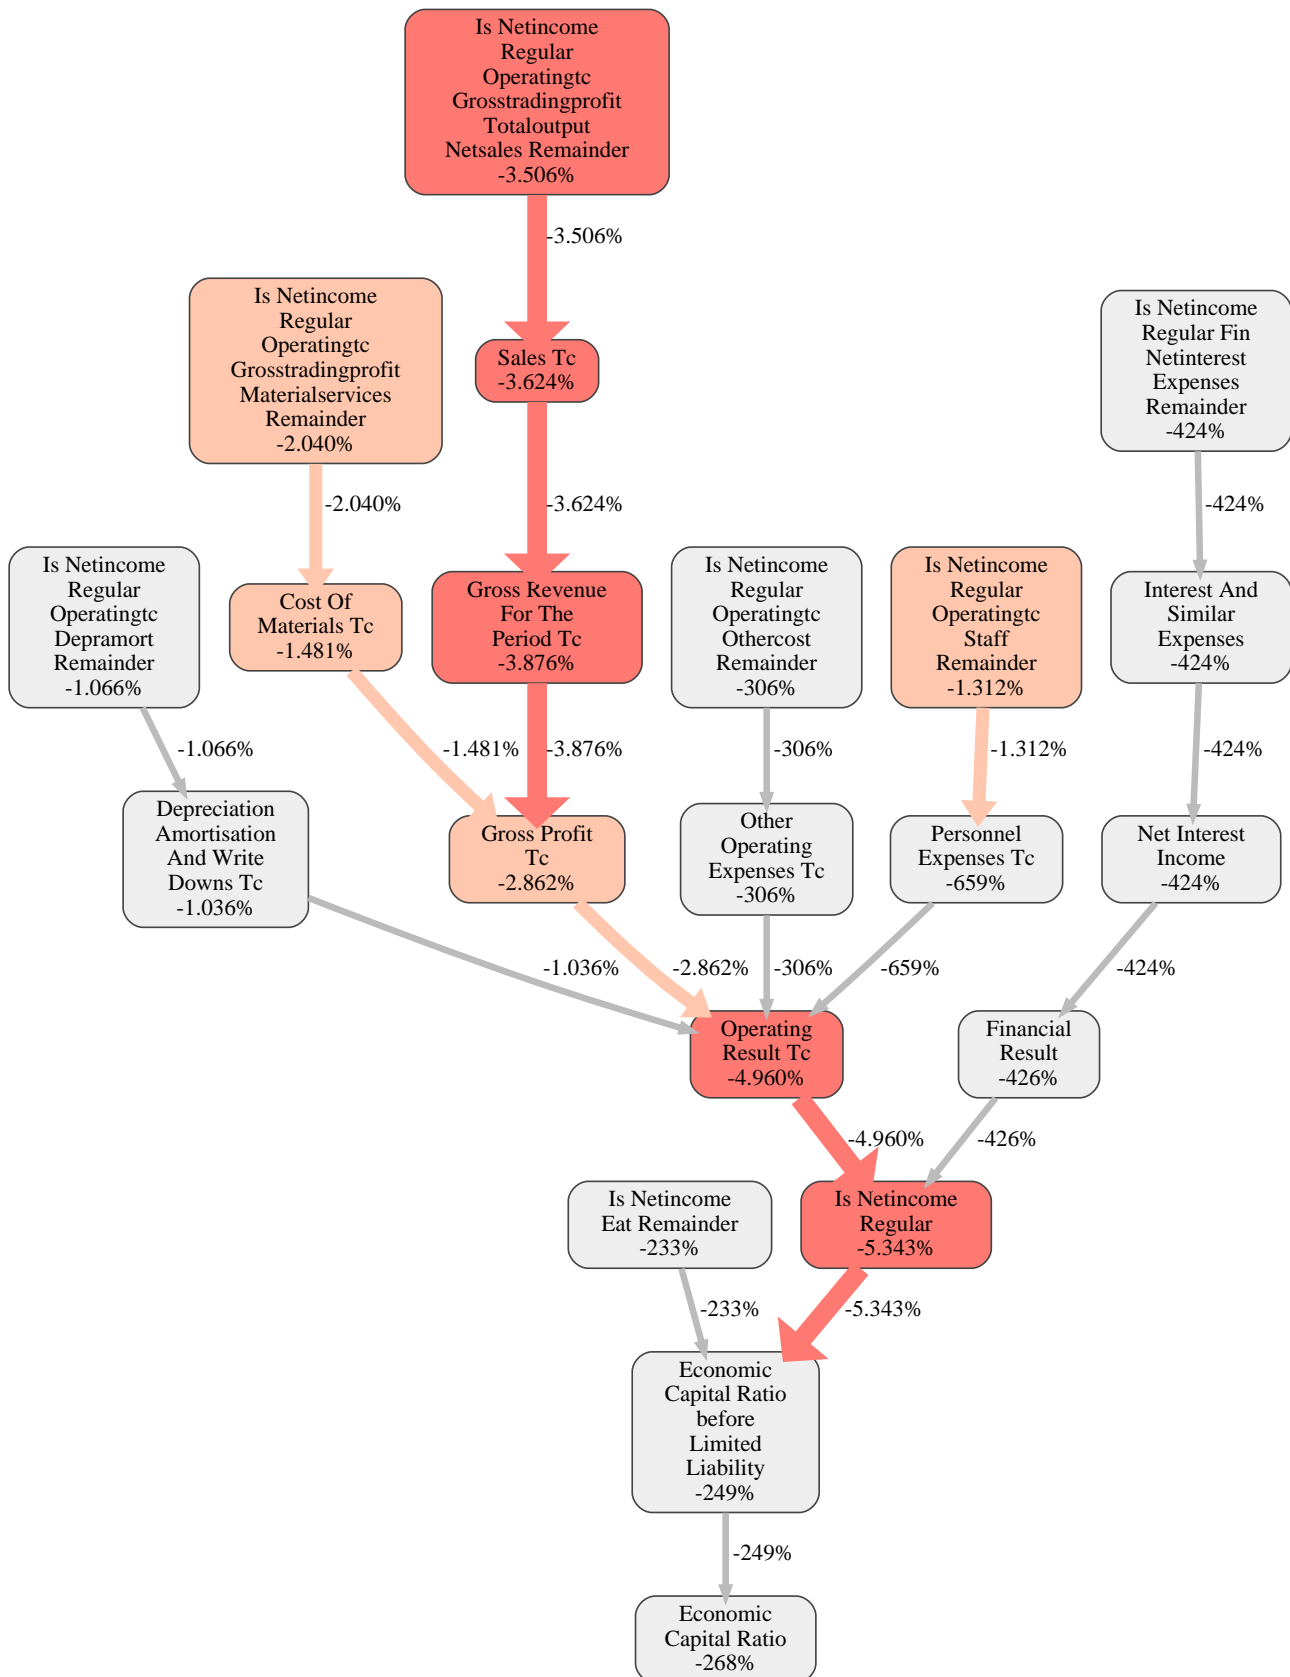 Is Netincome
Regular
Operatingtc
Grosstradingprofit
Totaloutput
Netsales Remainder
-3.506%
-3.506%
Is Netincome
Regular
Operatingtc
Grosstradingprofit
Materialservices
Remainder
-2.040%
Sales Tc
-3.624%
Is Netincome
Regular Fin
Netinterest
Expenses
Remainder
-424%
-2.040%
-3.624%
-424%
Is Netincome
Regular
Operatingtc
Depramort
Remainder
-1.066%
Cost Of
Materials Tc
-1.481%
Gross Revenue
For The
Period Tc
-3.876%
Is Netincome
Regular
Operatingtc
Othercost
Remainder
-306%
Is Netincome
Regular
Operatingtc
Staff
Remainder
-1.312%
Interest And
Similar
Expenses
-424%
-1.066%
-1.481%
-3.876%
-306%
-1.312%
-424%
Depreciation
Amortisation
And Write
Downs Tc
-1.036%
Gross Profit
Tc
-2.862%
Other
Operating
Expenses Tc
-306%
Personnel
Expenses Tc
-659%
Net Interest
Income
-424%
-1.036%
-2.862%
-306%
-659%
-424%
Operating
Result Tc
-4.960%
Financial
Result
-426%
-4.960%
-426%
Is Netincome
Eat Remainder
-233%
Is Netincome
Regular
-5.343%
-233%
-5.343%
Economic
Capital Ratio
before
Limited
Liability
-249%
-249%
Economic
Capital Ratio
-268%